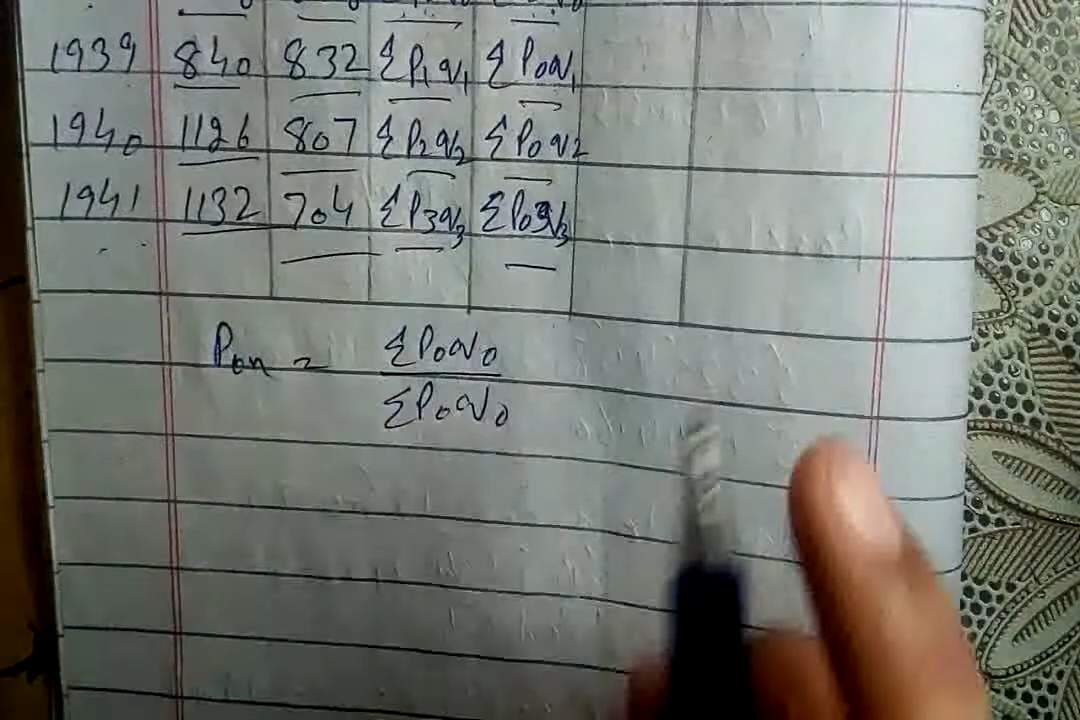 1939 840 832 ΣP₁q₁ ΣP₀q₁
1940 1126 807 ΣP₂q₂ ΣP₀q₂
1941 1132 704 ΣP₃q₃ ΣP₀q₃
P₀n = ΣP₀q₀
ΣP₀q₀